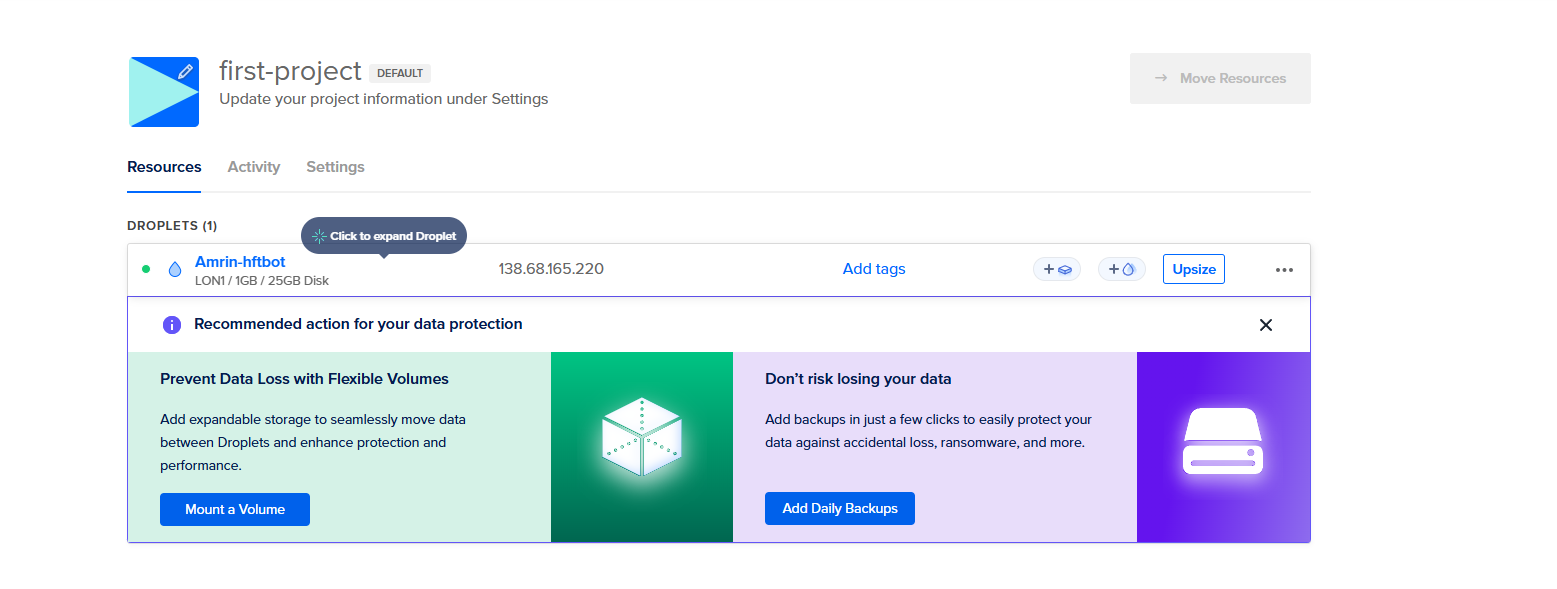 first-project DEFAULT
Update your project information under Settings
Move Resources
Resources Activity Settings
DROPLETS (1)
Click to expand Droplet
Amrin-hftbot
LON1 / 1GB / 25GB Disk
138.68.165.220
Add tags
Upsize
Recommended action for your data protection
Prevent Data Loss with Flexible Volumes
Add expandable storage to seamlessly move data
between Droplets and enhance protection and
performance.
Mount a Volume
Don’t risk losing your data
Add backups in just a few clicks to easily protect your
data against accidental loss, ransomware, and more.
Add Daily Backups